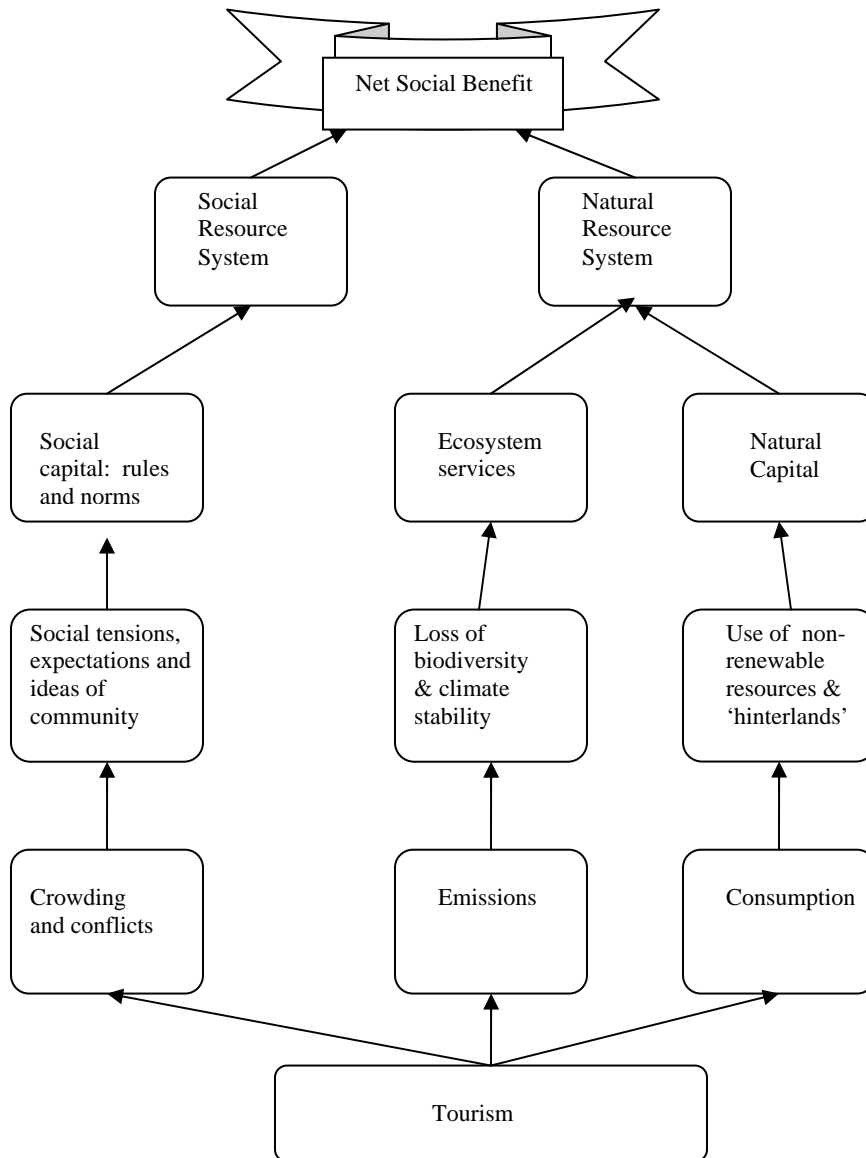 Net Social Benefit
Social
Resource
System
Natural
Resource
System
Social
capital: rules
and norms
Ecosystem
services
Natural
Capital
Social tensions,
expectations and
ideas of
community
Loss of
biodiversity
& climate
stability
Use of non-
renewable
resources &
‘hinterlands’
Crowding
and conflicts
Emissions
Consumption
Tourism